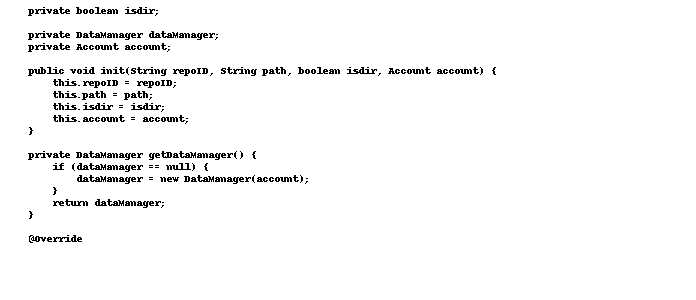 private boolean isdir;
private DataManager dataManager;
private Account account;
public void init(String repoID, String path, boolean isdir, Account account) {
this.repoID = repoID;
this.path = path;
this.isdir = isdir;
this.account = account;
}
private DataManager getDataManager() {
if (dataManager == null) {
dataManager = new DataManager(account);
}
return dataManager;
}
@Override